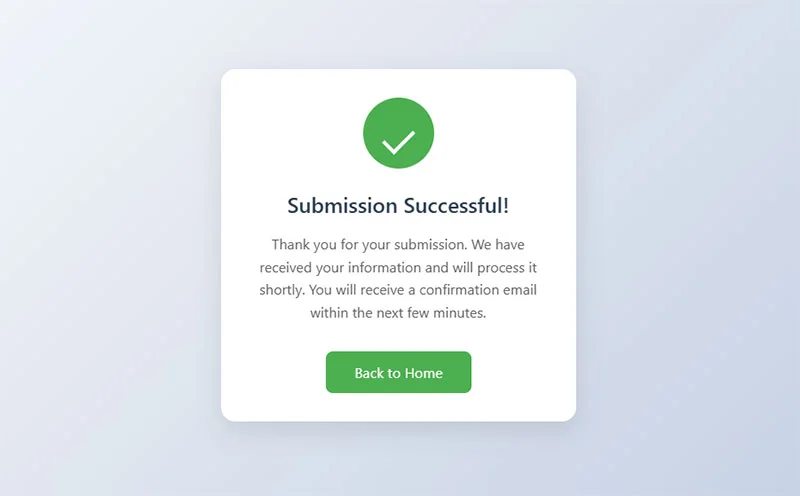 Submission Successful!
Thank you for your submission. We have
received your information and will process it
shortly. You will receive a confirmation email
within the next few minutes.
Back to Home